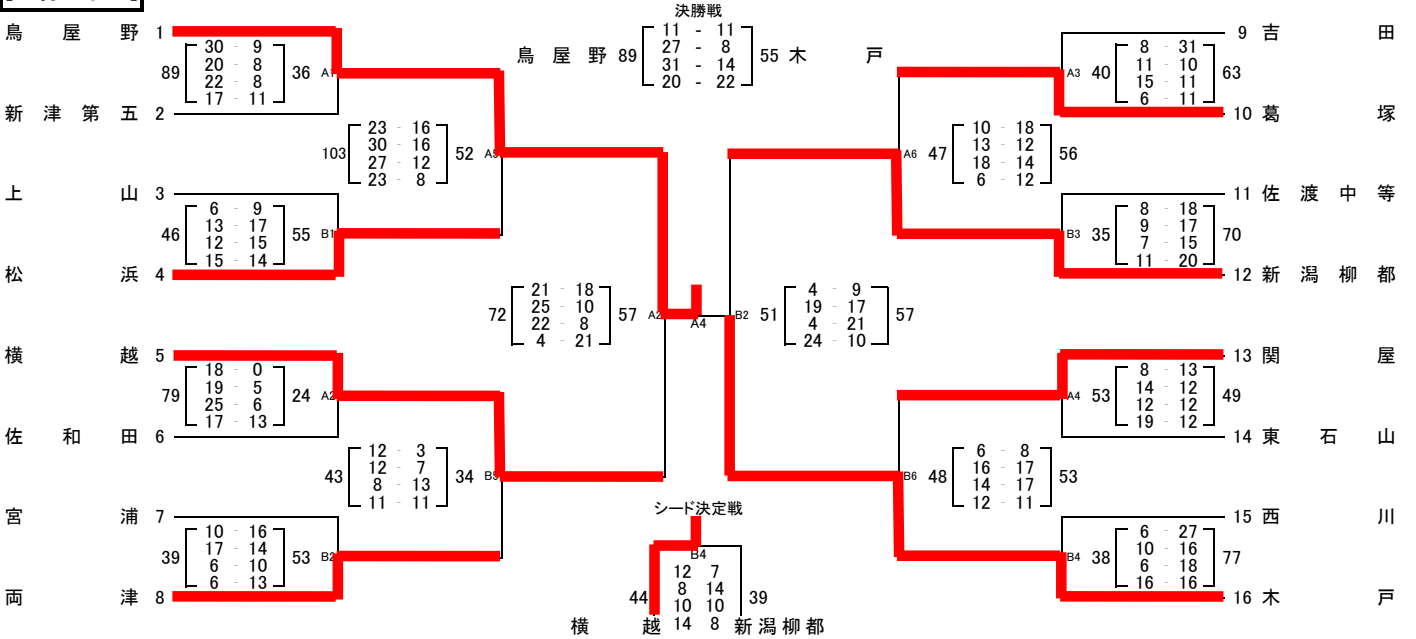 決勝戦
鳥屋野 89 11 - 11 55 木戸
27 - 8
31 - 14
20 - 22
鳥屋野 1
89 30 - 9 36 A1
20 - 8
22 - 8
17 - 11
新津第五 2
103 23 - 16 52 A5
30 - 16
27 - 12
23 - 8
上山 3
46 6 - 9 55 B1
13 - 17
12 - 15
15 - 14
松浜 4
72 21 - 18 57 A2
25 - 10
22 - 8
4 - 21
横越 5
79 18 - 0 24 A2
19 - 5
25 - 6
17 - 13
佐和田 6
43 12 - 3 34 B5
12 - 7
8 - 13
11 - 11
宮浦 7
39 10 - 16 53 B2
17 - 14
6 - 10
6 - 13
両津 8
A4
9 吉田
A3 40 8 - 31 63
11 - 10
15 - 11
6 - 11
10 葛塚
A6 47 10 - 18 56
13 - 12
18 - 14
6 - 12
11 佐渡中等
B3 35 8 - 18 70
9 - 17
7 - 15
11 - 20
12 新潟柳都
B2 51 4 - 9 57
19 - 17
4 - 21
24 - 10
13 関屋
A4 53 8 - 13 49
14 - 12
12 - 12
19 - 12
14 東石山
B6 48 6 - 8 53
16 - 17
14 - 17
12 - 11
15 西川
B4 38 6 - 27 77
10 - 16
6 - 18
16 - 16
16 木戸
シード決定戦
B4
44 12 7 39
8 14
10 10
横越 14 8 新潟柳都